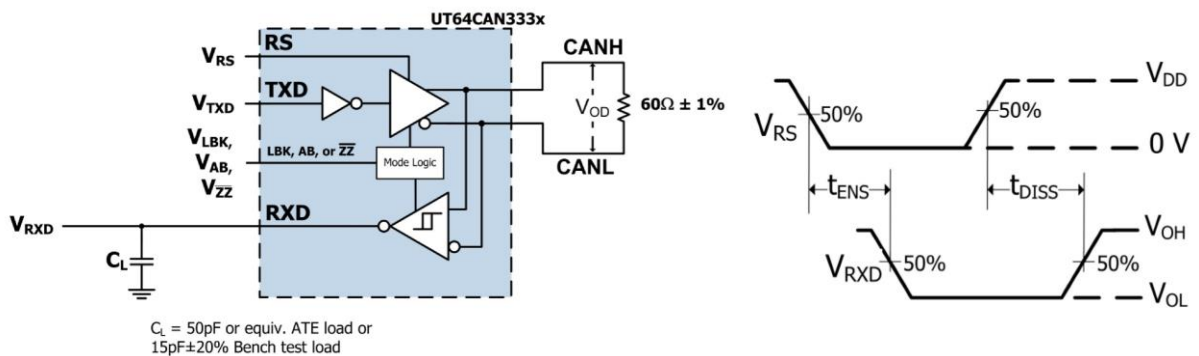 UT64CAN333x
RS
V_RS
TXD
V_TXD
V_LBK,
V_AB,
V_Z̅Z̅
LBK, AB, or Z̅Z̅
Mode Logic
RXD
V_RXD
C_L
CANH
V_OD
60Ω ± 1%
CANL
C_L = 50pF or equiv. ATE load or
15pF±20% Bench test load
V_DD
50%
50%
V_RS
0 V
t_ENS
t_DISS
V_OH
V_RXD
50%
50%
V_OL